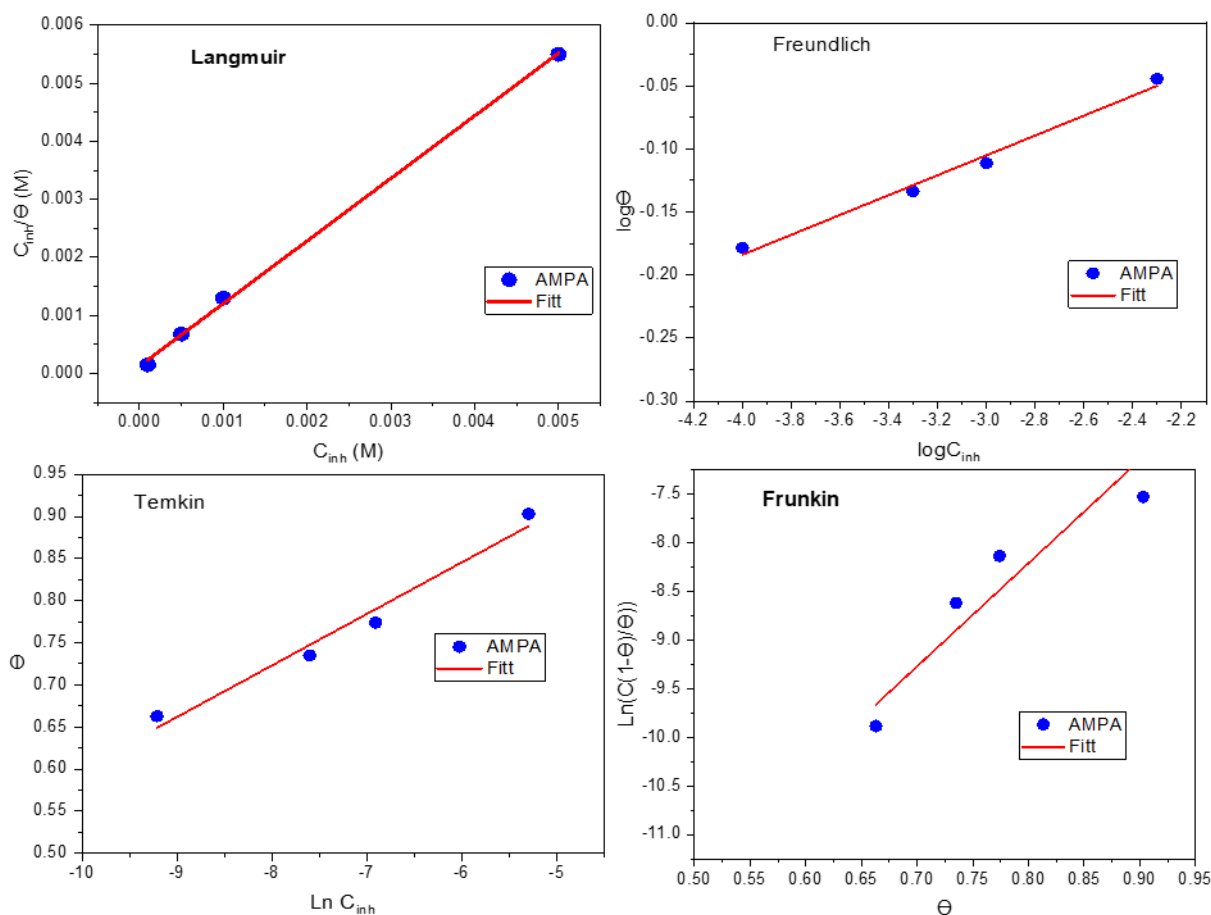 Langmuir
0.006
0.005
0.004
0.003
0.002
0.001
0.000
C_inh/Θ (M)
AMPA
Fitt
0.000 0.001 0.002 0.003 0.004 0.005
C_inh (M)
Freundlich
0.00
-0.05
-0.10
-0.15
-0.20
-0.25
-0.30
logΘ
AMPA
Fitt
-4.2 -4.0 -3.8 -3.6 -3.4 -3.2 -3.0 -2.8 -2.6 -2.4 -2.2
logC_inh
Temkin
0.95
0.90
0.85
0.80
0.75
0.70
0.65
0.60
0.55
0.50
Θ
AMPA
Fitt
-10 -9 -8 -7 -6 -5
Ln C_inh
Frunkin
-7.5
-8.0
-8.5
-9.0
-9.5
-10.0
-10.5
-11.0
Ln(C(1-Θ)/Θ))
AMPA
Fitt
0.50 0.55 0.60 0.65 0.70 0.75 0.80 0.85 0.90 0.95
Θ